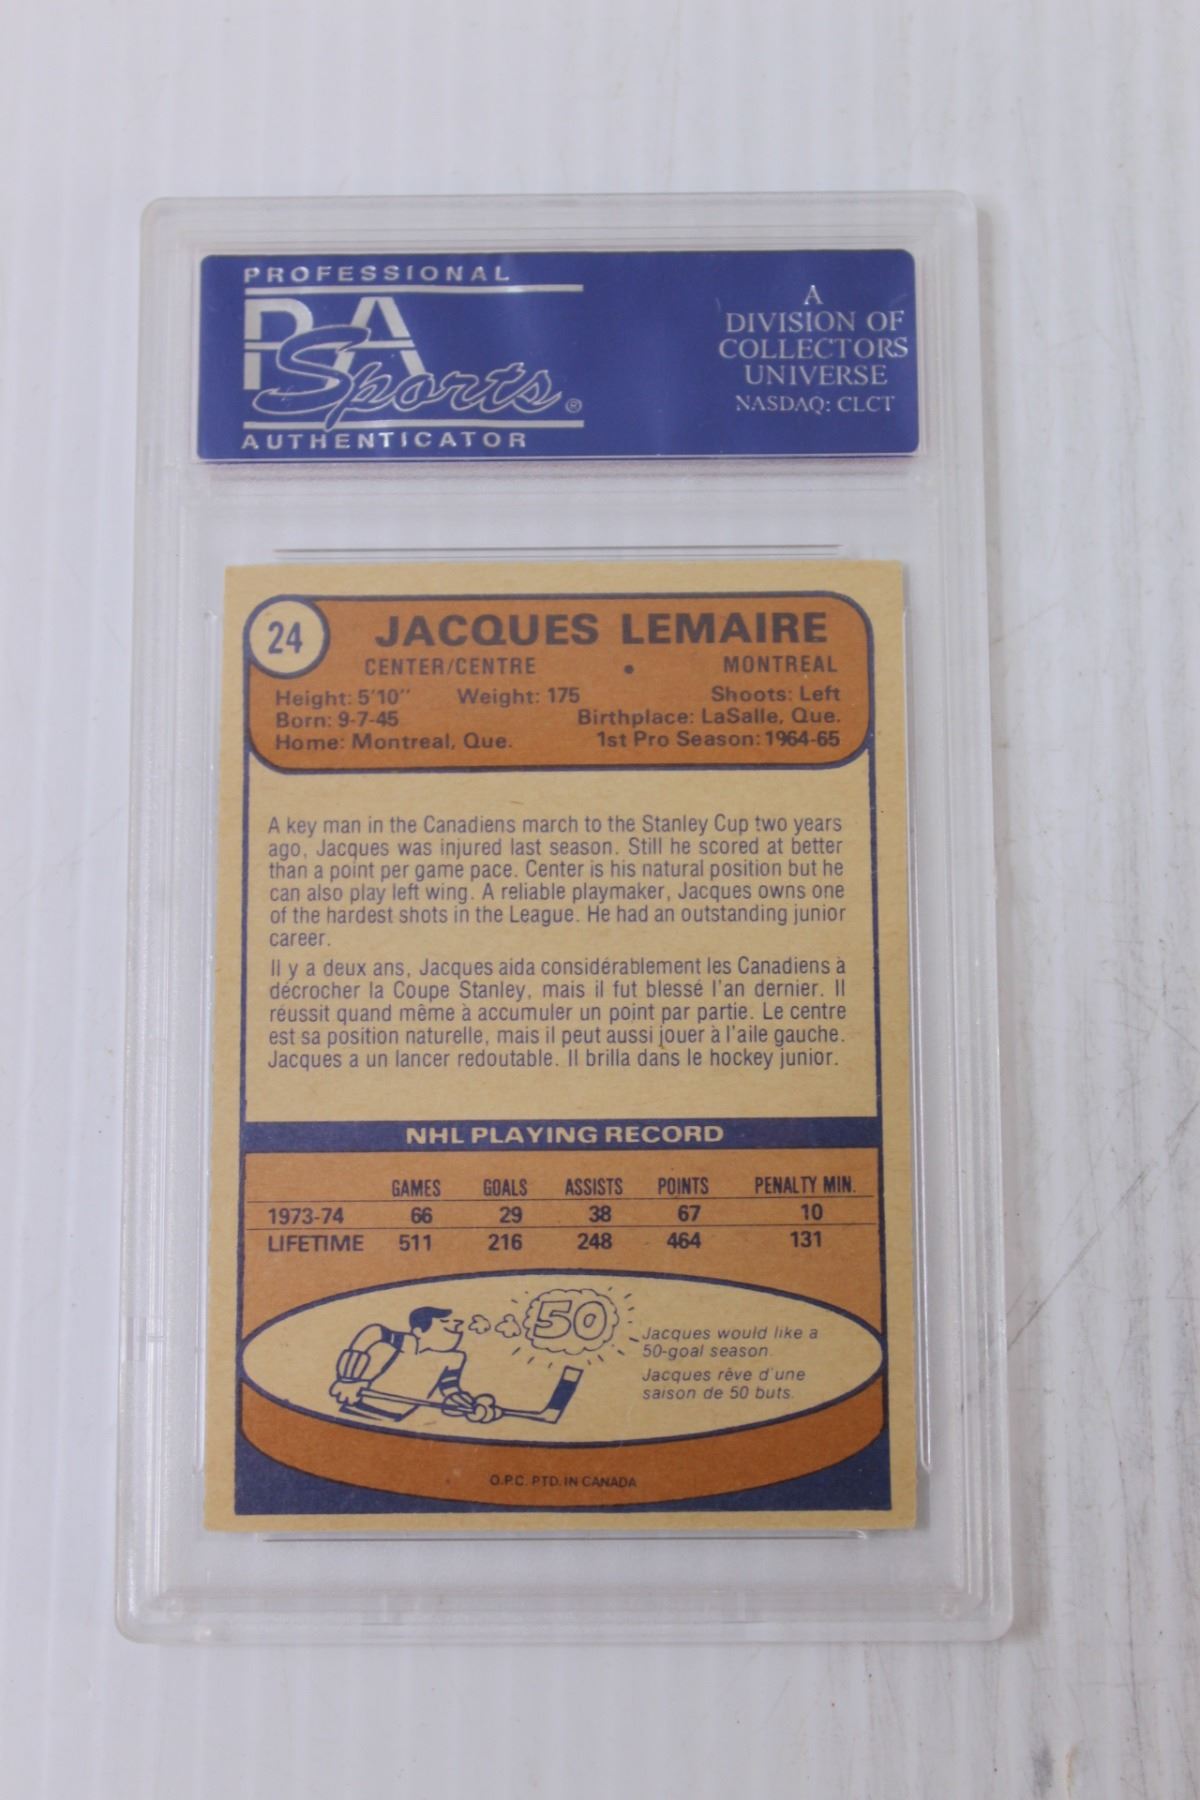 PROFESSIONAL
PSA
Sports®
AUTHENTICATOR
A
DIVISION OF
COLLECTORS
UNIVERSE
NASDAQ: CLCT
24
JACQUES LEMAIRE
CENTER/CENTRE • MONTREAL
Height: 5'10" Weight: 175 Shoots: Left
Born: 9-7-45 Birthplace: LaSalle, Que.
Home: Montreal, Que. 1st Pro Season: 1964-65
A key man in the Canadiens march to the Stanley Cup two years
ago, Jacques was injured last season. Still he scored at better
than a point per game pace. Center is his natural position but he
can also play left wing. A reliable playmaker, Jacques owns one
of the hardest shots in the League. He had an outstanding junior
career.
Il y a deux ans, Jacques aida considérablement les Canadiens à
décrocher la Coupe Stanley, mais il fut blessé l'an dernier. Il
réussit quand même à accumuler un point par partie. Le centre
est sa position naturelle, mais il peut aussi jouer à l'aile gauche.
Jacques a un lancer redoutable. Il brilla dans le hockey junior.
NHL PLAYING RECORD
GAMES GOALS ASSISTS POINTS PENALTY MIN.
1973-74 66 29 38 67 10
LIFETIME 511 216 248 464 131
50
Jacques would like a
50-goal season.
Jacques rêve d'une
saison de 50 buts.
O.P.C. PTD. IN CANADA